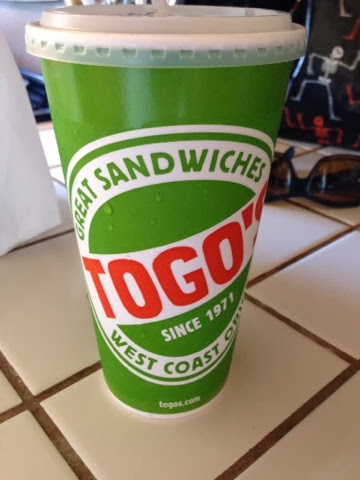 GREAT SANDWICHES
TOGO'S
SINCE 1971
WEST COAST
togos.com